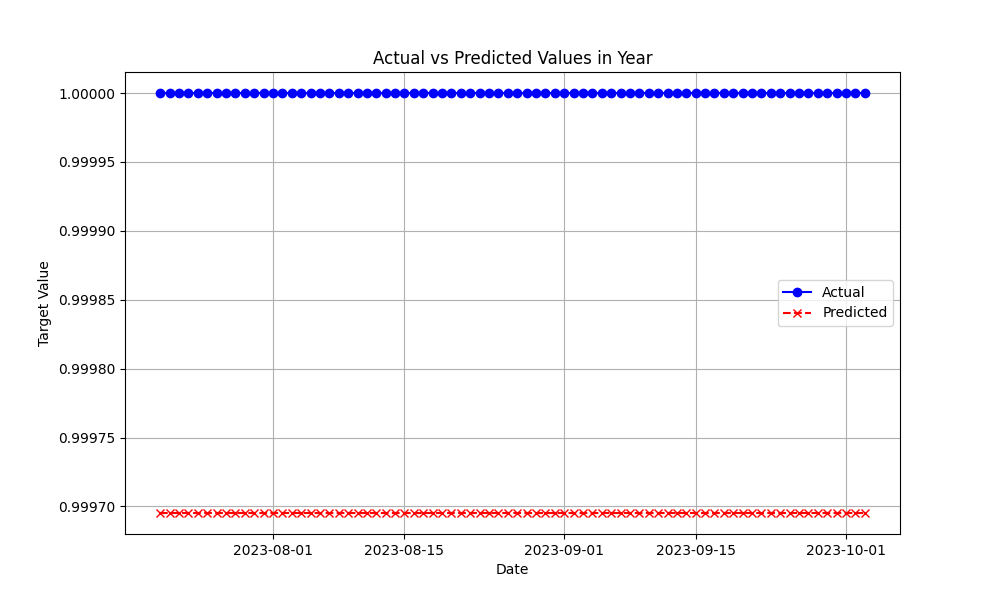 Actual vs Predicted Values in Year
1.00000
0.99995
0.99990
0.99985
0.99980
0.99975
0.99970
Target Value
Actual
Predicted
2023-08-01
2023-08-15
2023-09-01
2023-09-15
2023-10-01
Date